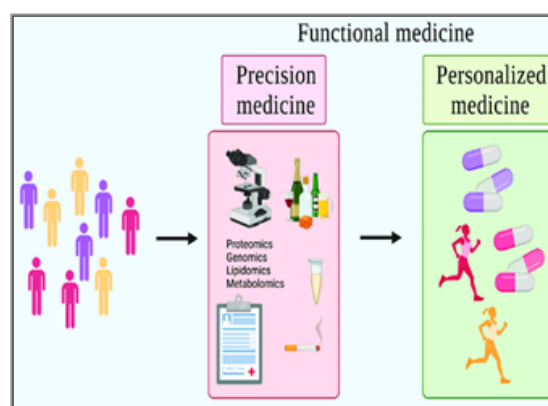 Functional medicine
Precision
medicine
Personalized
medicine
Proteomics
Genomics
Lipidomics
Metabolomics